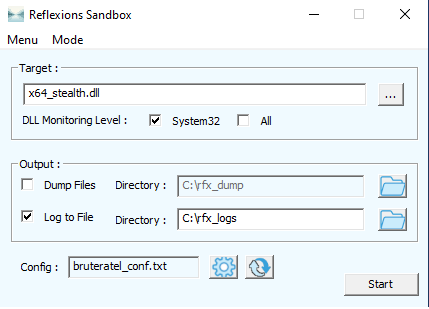 Reflexions Sandbox
Menu Mode
Target :
x64_stealth.dll ...
DLL Monitoring Level : System32 All
Output :
Dump Files Directory : C:\rfx_dump
Log to File Directory : C:\rfx_logs
Config : bruteratel_conf.txt
Start